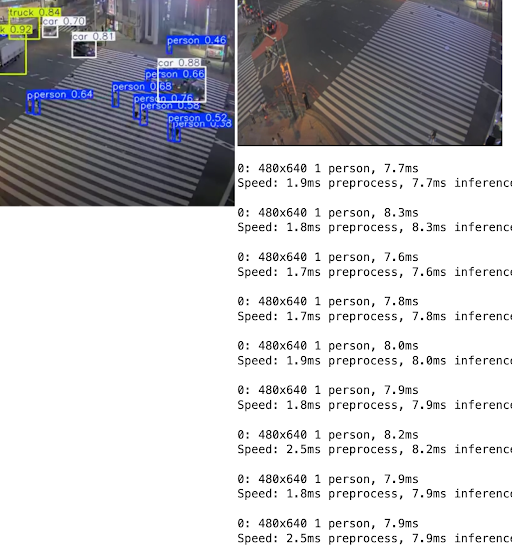 truck 0.84
k 0.92
car 0.70
car 0.81
person 0.46
car 0.88
person 0.66
0.68
0.76
0.58
0.64
person 0.52
0: 480x640 1 person, 7.7ms
Speed: 1.9ms preprocess, 7.7ms inference
0: 480x640 1 person, 8.3ms
Speed: 1.8ms preprocess, 8.3ms inference
0: 480x640 1 person, 7.6ms
Speed: 1.7ms preprocess, 7.6ms inference
0: 480x640 1 person, 7.8ms
Speed: 1.7ms preprocess, 7.8ms inference
0: 480x640 1 person, 8.0ms
Speed: 1.9ms preprocess, 8.0ms inference
0: 480x640 1 person, 7.9ms
Speed: 1.8ms preprocess, 7.9ms inference
0: 480x640 1 person, 8.2ms
Speed: 2.5ms preprocess, 8.2ms inference
0: 480x640 1 person, 7.9ms
Speed: 1.8ms preprocess, 7.9ms inference
0: 480x640 1 person, 7.9ms
Speed: 2.5ms preprocess, 7.9ms inference